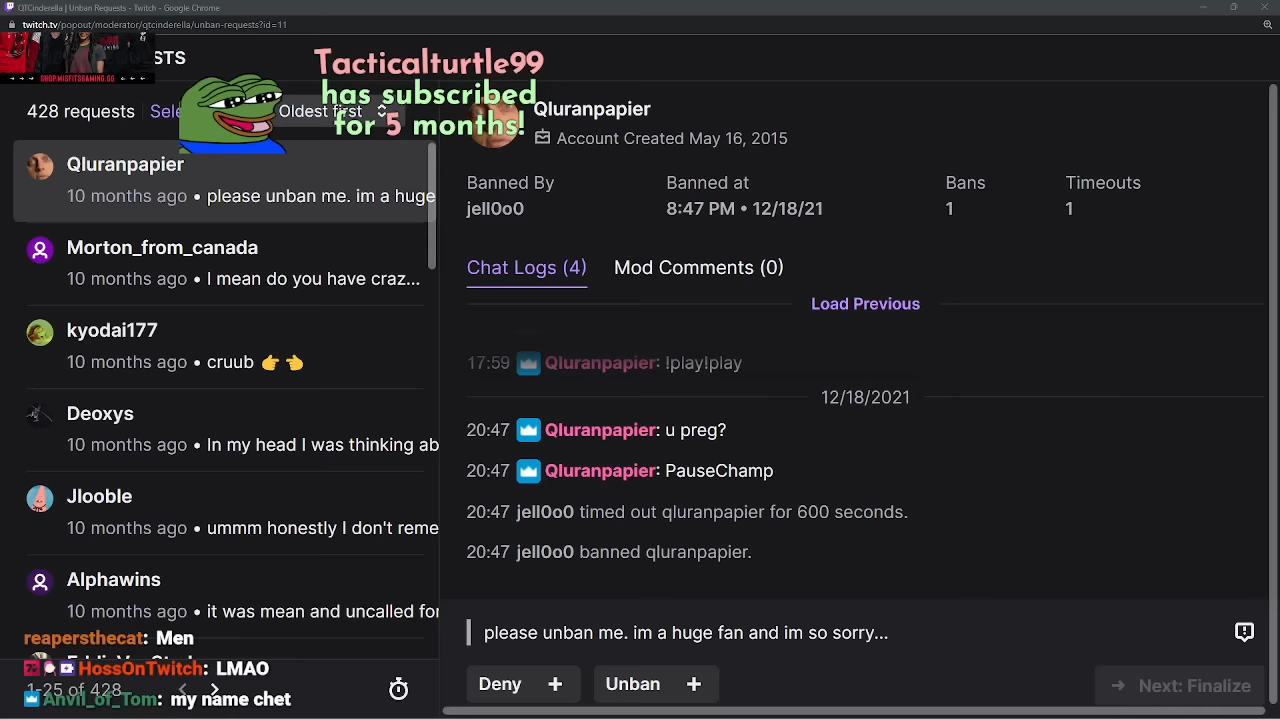 QTCinderella | Unban Requests - Twitch - Google Chrome
twitch.tv/popout/moderator/qtcinderella/unban-requests?id=11
STS
SHOP.MISFITSGAMING.GG
Tacticalturtle99
has subscribed
for 5 months!
428 requests
Oldest first
Qluranpapier
10 months ago • please unban me. im a huge
Morton_from_canada
10 months ago • I mean do you have craz...
kyodai177
10 months ago • cruub 👉 👈
Deoxys
10 months ago • In my head I was thinking ab
Jlooble
10 months ago • ummm honestly I don't reme
Alphawins
10 months ago • it was mean and uncalled for
reapersthecat: Men
HossOnTwitch: LMAO
1-25 of 428
Anvil_of_Tom: my name chet
Qluranpapier
Account Created May 16, 2015
Banned By
jell0o0
Banned at
8:47 PM • 12/18/21
Bans
1
Timeouts
1
Chat Logs (4)
Mod Comments (0)
Load Previous
17:59 Qluranpapier: !play!play
12/18/2021
20:47 Qluranpapier: u preg?
20:47 Qluranpapier: PauseChamp
20:47 jell0o0 timed out qluranpapier for 600 seconds.
20:47 jell0o0 banned qluranpapier.
please unban me. im a huge fan and im so sorry...
Deny +
Unban +
Next: Finalize